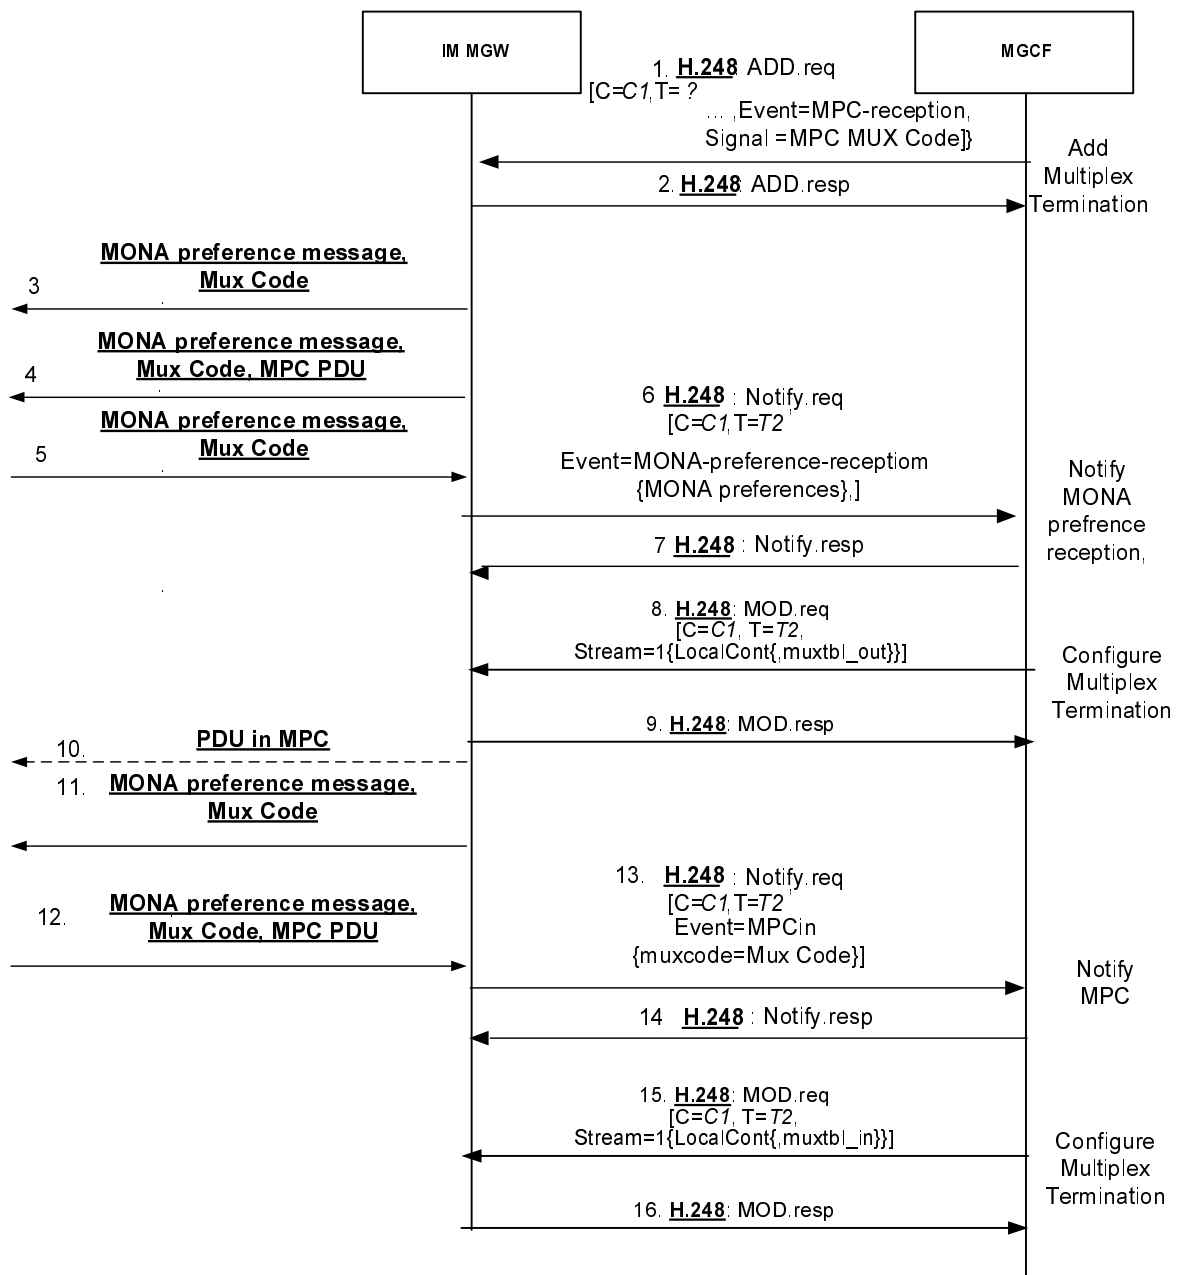 IM MGW
MGCF
1. H.248: ADD.req
[C=C1,T= ?
... ,Event=MPC-reception,
Signal =MPC MUX Code]}
Add
Multiplex
Termination
2. H.248: ADD.resp
MONA preference message,
Mux Code
3
MONA preference message,
Mux Code, MPC PDU
4
MONA preference message,
Mux Code
5
6 H.248 : Notify.req
[C=C1,T=T2 ,
Event=MONA-preference-receptiom
{MONA preferences},]
Notify
MONA
prefrence
reception,
7 H.248 : Notify.resp
8. H.248: MOD.req
[C=C1, T=T2,
Stream=1{LocalCont{,muxtbl_out}}]
Configure
Multiplex
Termination
9. H.248: MOD.resp
10. PDU in MPC
11. MONA preference message,
Mux Code
12. MONA preference message,
Mux Code, MPC PDU
13. H.248 : Notify.req
[C=C1,T=T2 ,
Event=MPCin
{muxcode=Mux Code}]
Notify
MPC
14 H.248 : Notify.resp
15. H.248: MOD.req
[C=C1, T=T2,
Stream=1{LocalCont{,muxtbl_in}}]
Configure
Multiplex
Termination
16. H.248: MOD.resp